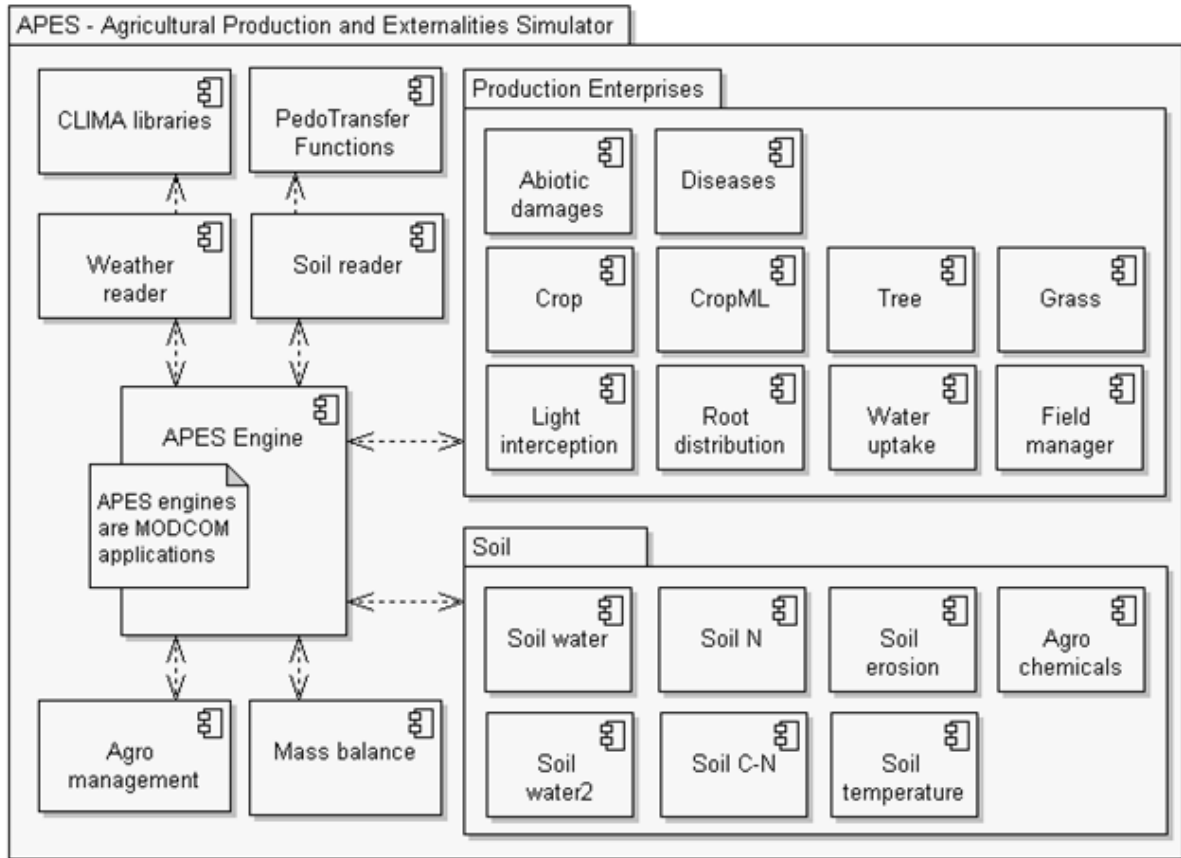 APES - Agricultural Production and Externalities Simulator
CLIMA libraries
PedoTransfer
Functions
Weather
reader
Soil reader
APES Engine
APES engines
are MODCOM
applications
Agro
management
Mass balance
Production Enterprises
Abiotic
damages
Diseases
Crop
CropML
Tree
Grass
Light
interception
Root
distribution
Water
uptake
Field
manager
Soil
Soil water
Soil N
Soil
erosion
Agro
chemicals
Soil
water2
Soil C-N
Soil
temperature